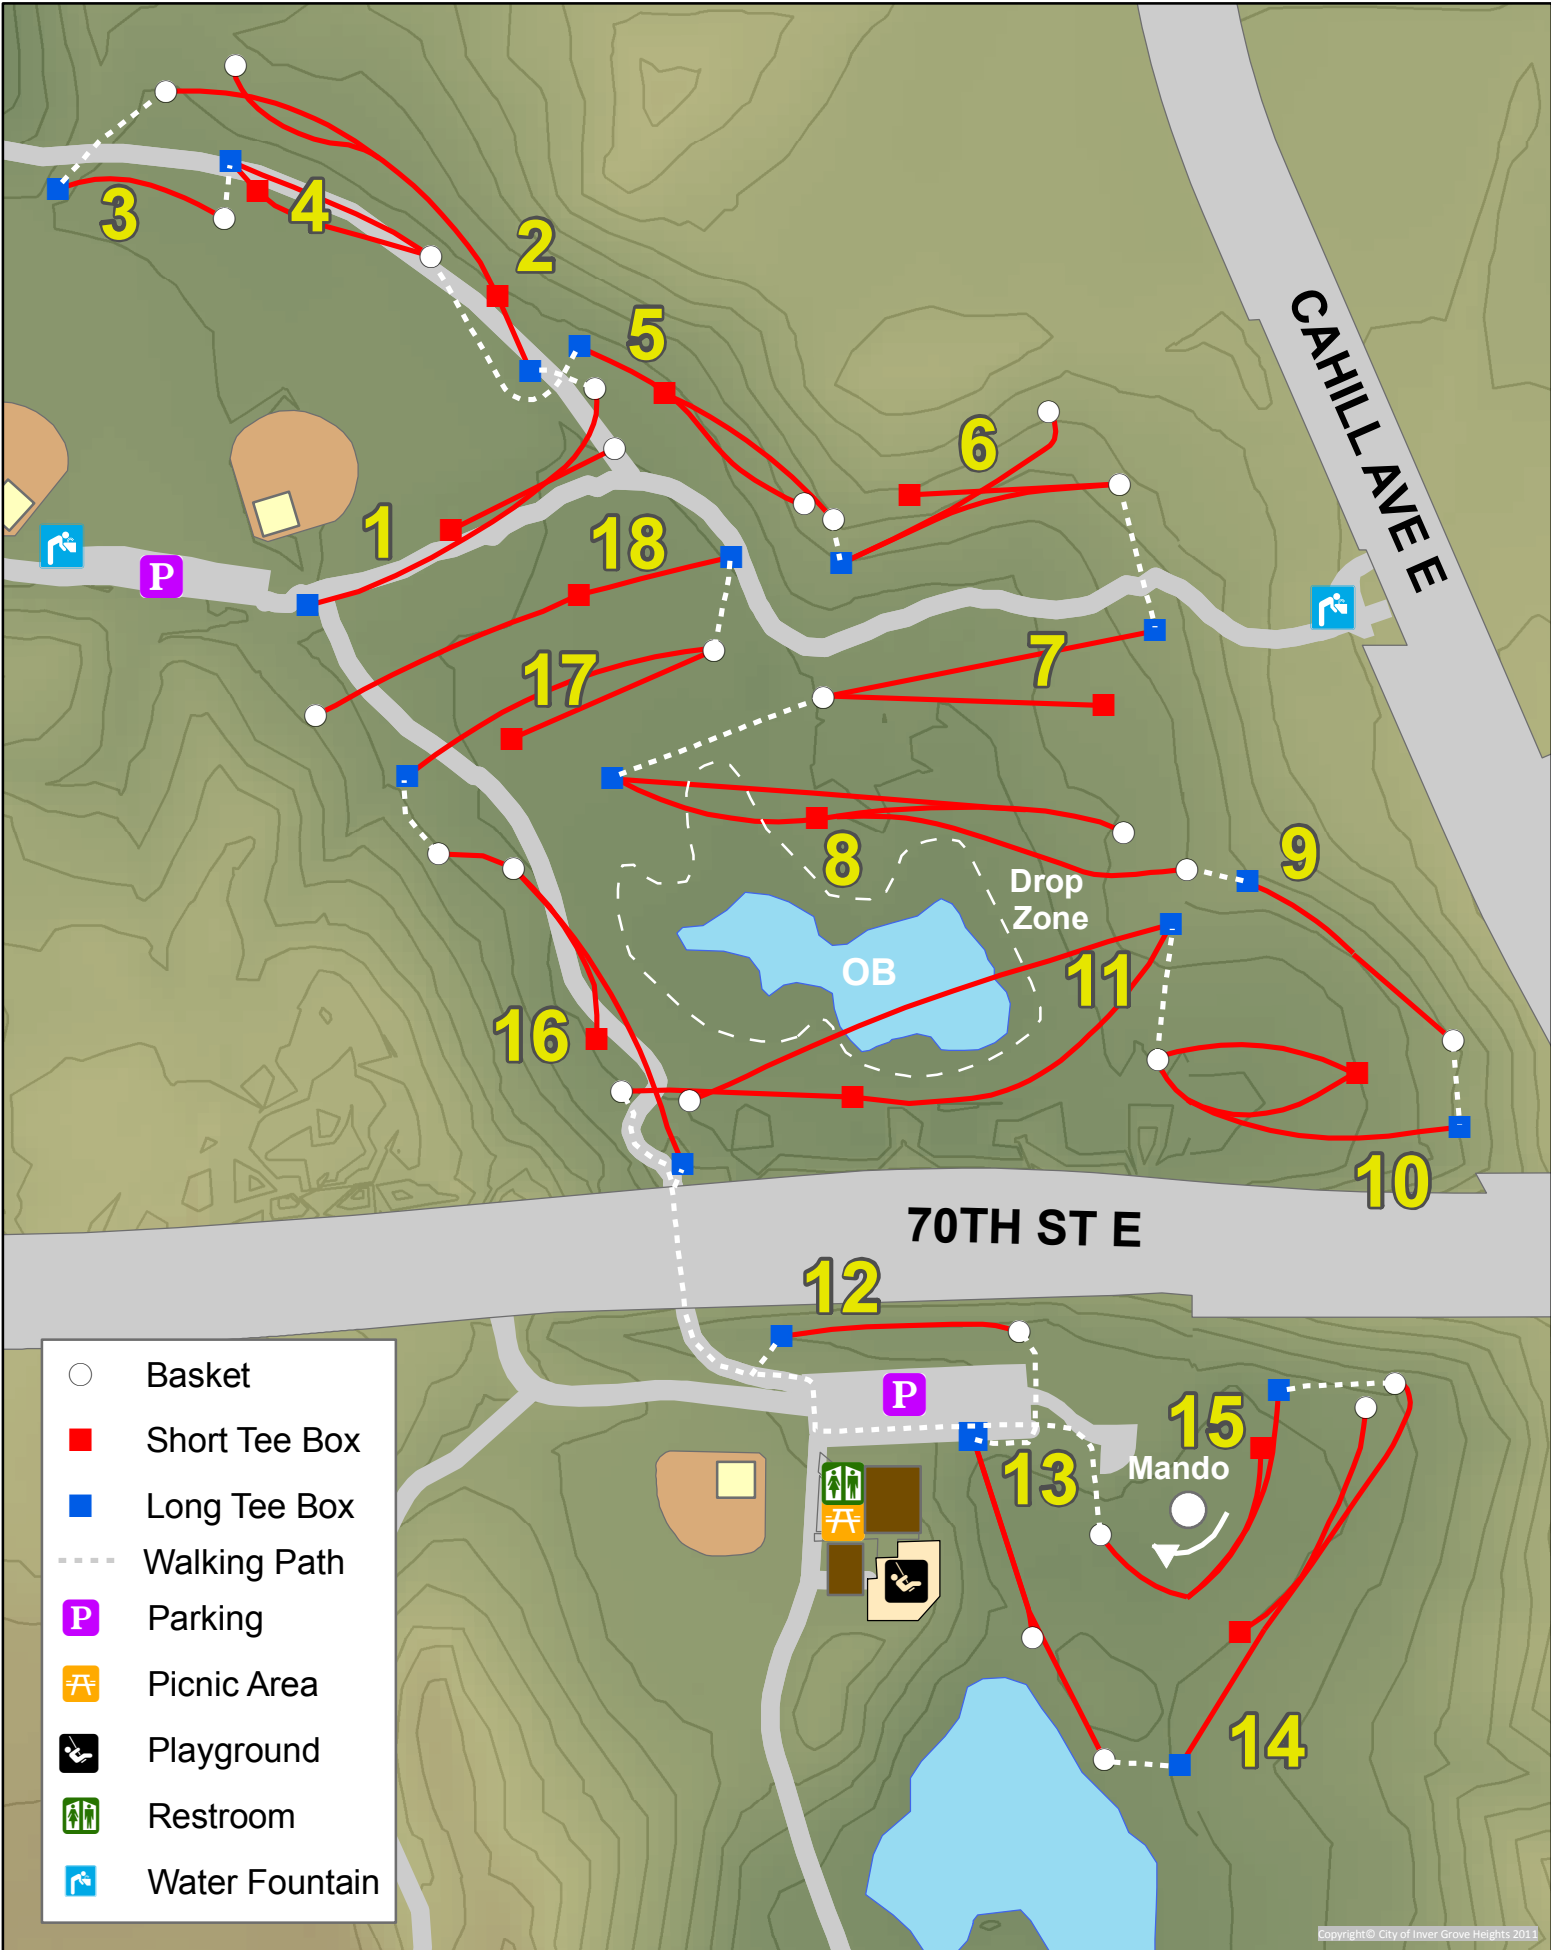 3
4
2
5
6
CAHILL AVE E
1
18
P
7
17
8
9
Drop
Zone
OB
11
16
10
70TH ST E
12
P
15
13
Mando
14
Basket
Short Tee Box
Long Tee Box
Walking Path
P
Parking
Picnic Area
Playground
Restroom
Water Fountain
Copyright© City of Inver Grove Heights 2011